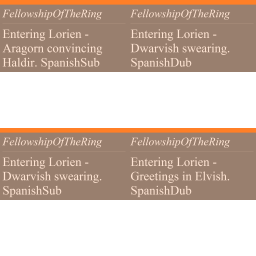 FellowshipOfTheRing
Entering Lorien -
Aragorn convincing
Haldir. SpanishSub
FellowshipOfTheRing
Entering Lorien -
Dwarvish swearing.
SpanishDub
FellowshipOfTheRing
Entering Lorien -
Dwarvish swearing.
SpanishSub
FellowshipOfTheRing
Entering Lorien -
Greetings in Elvish.
SpanishDub